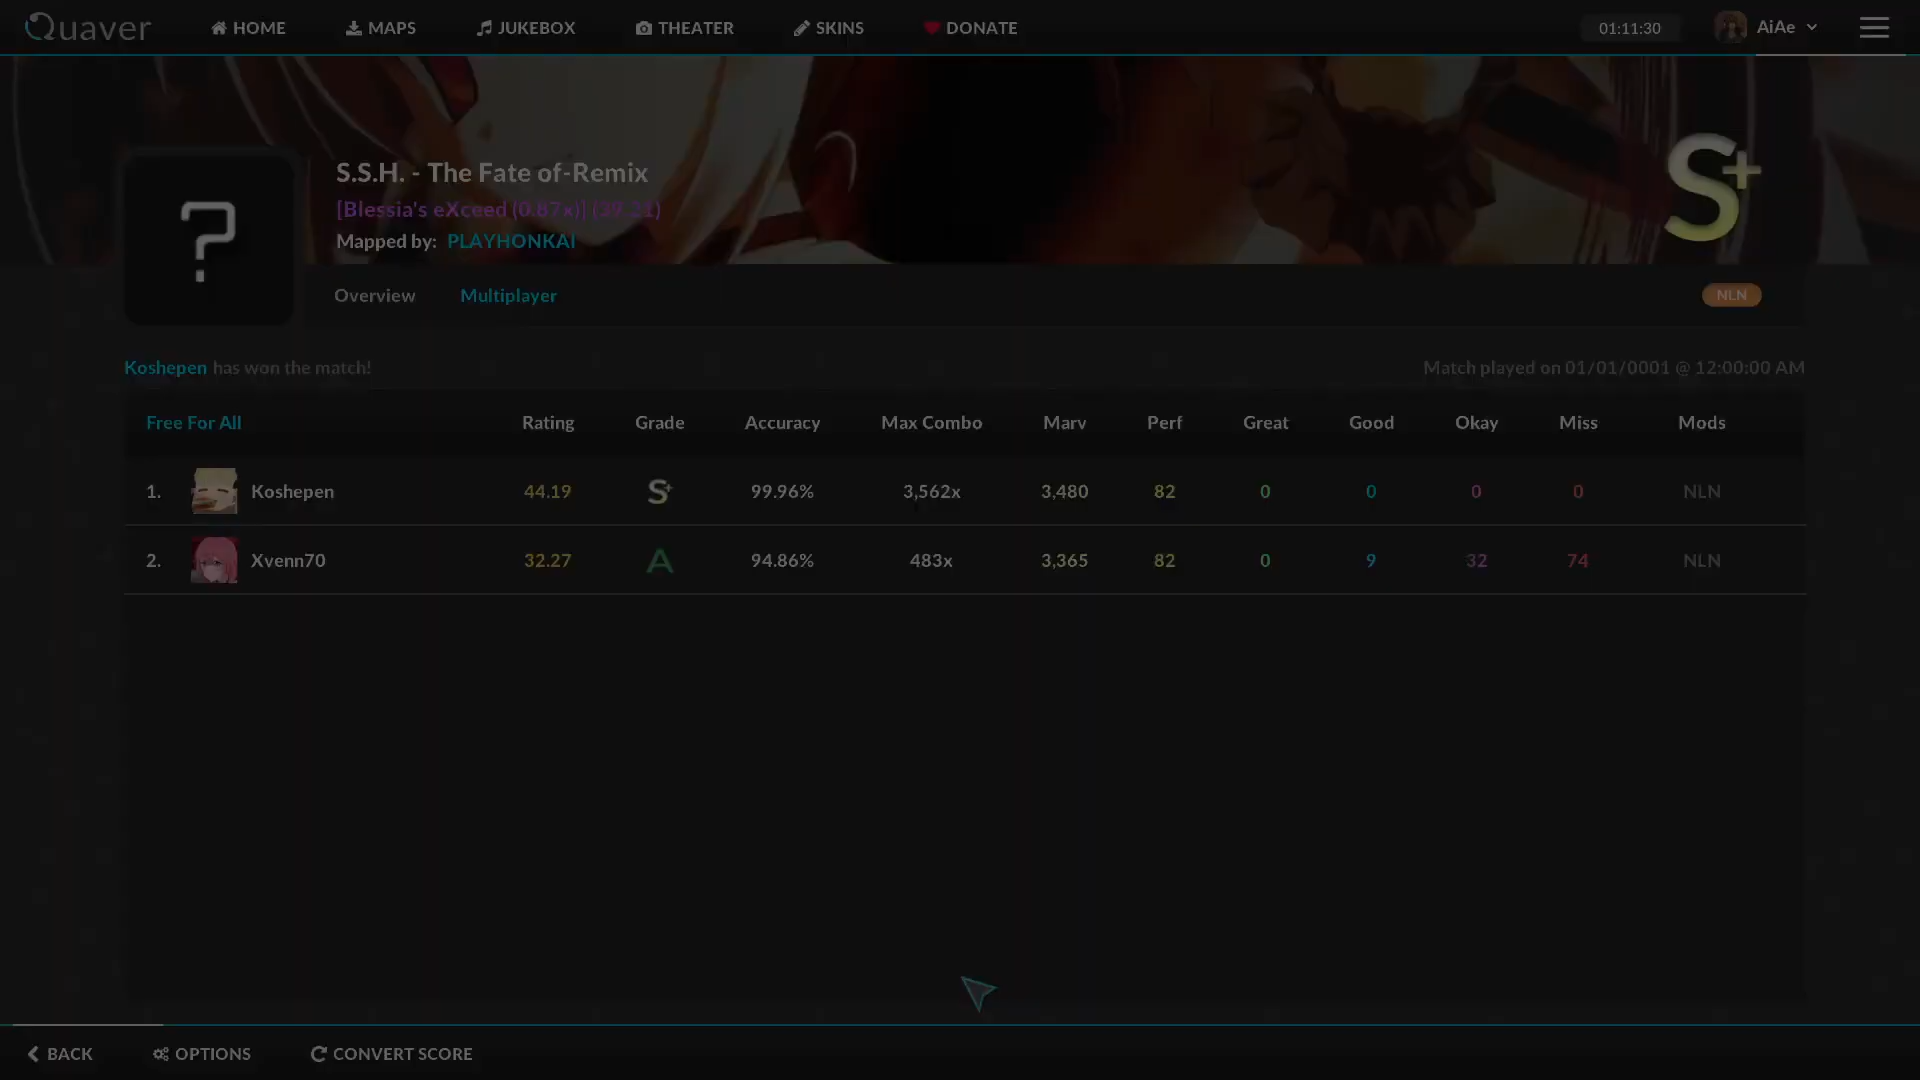 Quaver HOME MAPS JUKEBOX THEATER SKINS DONATE 01:11:30 AiAe
S.S.H. - The Fate of-Remix
[Blessia's eXceed (0.87x)] (39.21)
Mapped by: PLAYHONKAI
S+
?
Overview Multiplayer NLN
Koshepen has won the match! Match played on 01/01/0001 @ 12:00:00 AM
Free For All Rating Grade Accuracy Max Combo Marv Perf Great Good Okay Miss Mods
1. Koshepen 44.19 S+ 99.96% 3,562x 3,480 82 0 0 0 0 NLN
2. Xvenn70 32.27 A 94.86% 483x 3,365 82 0 9 32 74 NLN
BACK OPTIONS CONVERT SCORE